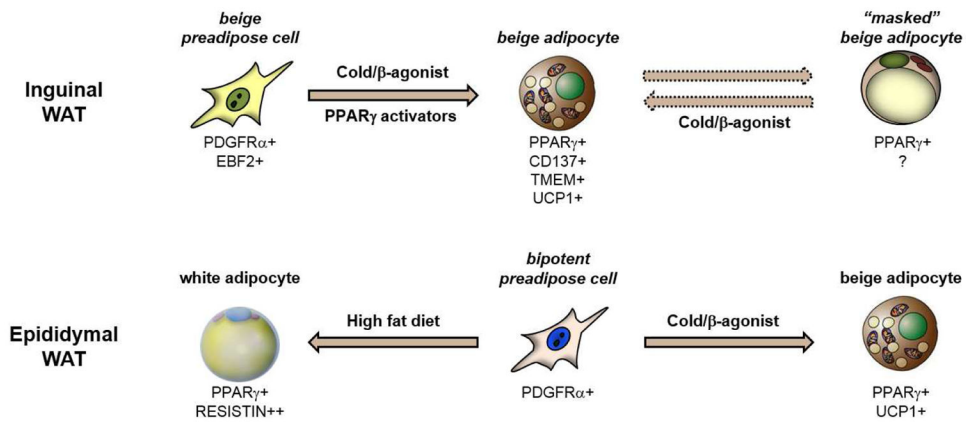 beige
preadipose cell
beige adipocyte
“masked”
beige adipocyte
Inguinal
WAT
Cold/β-agonist
PPARγ activators
Cold/β-agonist
PDGFRα+
EBF2+
PPARγ+
CD137+
TMEM+
UCP1+
PPARγ+
?
white adipocyte
bipotent
preadipose cell
beige adipocyte
Epididymal
WAT
High fat diet
Cold/β-agonist
PPARγ+
RESISTIN++
PDGFRα+
PPARγ+
UCP1+